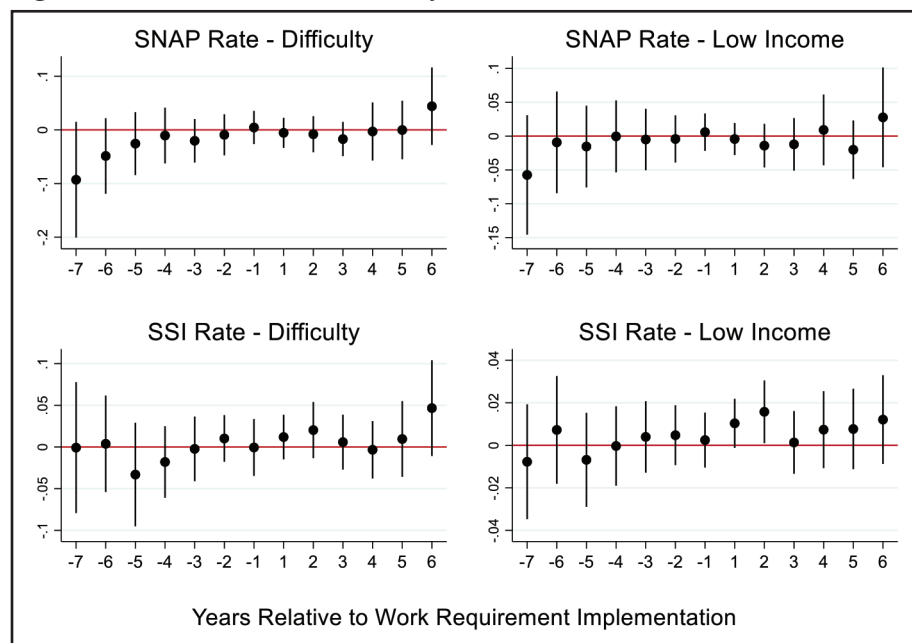 SNAP Rate - Difficulty
.1
0
-.1
-.2
-7 -6 -5 -4 -3 -2 -1 1 2 3 4 5 6
SNAP Rate - Low Income
.1
.05
0
-.05
-.1
-.15
-7 -6 -5 -4 -3 -2 -1 1 2 3 4 5 6
SSI Rate - Difficulty
.1
.05
0
-.05
-.1
-7 -6 -5 -4 -3 -2 -1 1 2 3 4 5 6
SSI Rate - Low Income
.04
.02
0
-.02
-.04
-7 -6 -5 -4 -3 -2 -1 1 2 3 4 5 6
Years Relative to Work Requirement Implementation